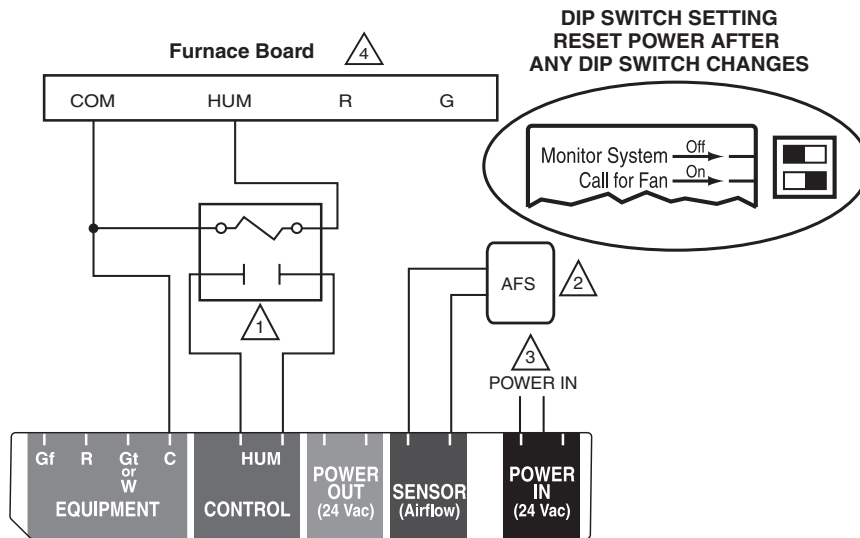 DIP SWITCH SETTING
RESET POWER AFTER
ANY DIP SWITCH CHANGES
Furnace Board 4
COM HUM R G
Monitor System Off
Call for Fan On
AFS 2
1
3
POWER IN
Gf R Gt or W C
EQUIPMENT
HUM
CONTROL
POWER
OUT
(24 Vac)
SENSOR
(Airflow)
POWER
IN
(24 Vac)